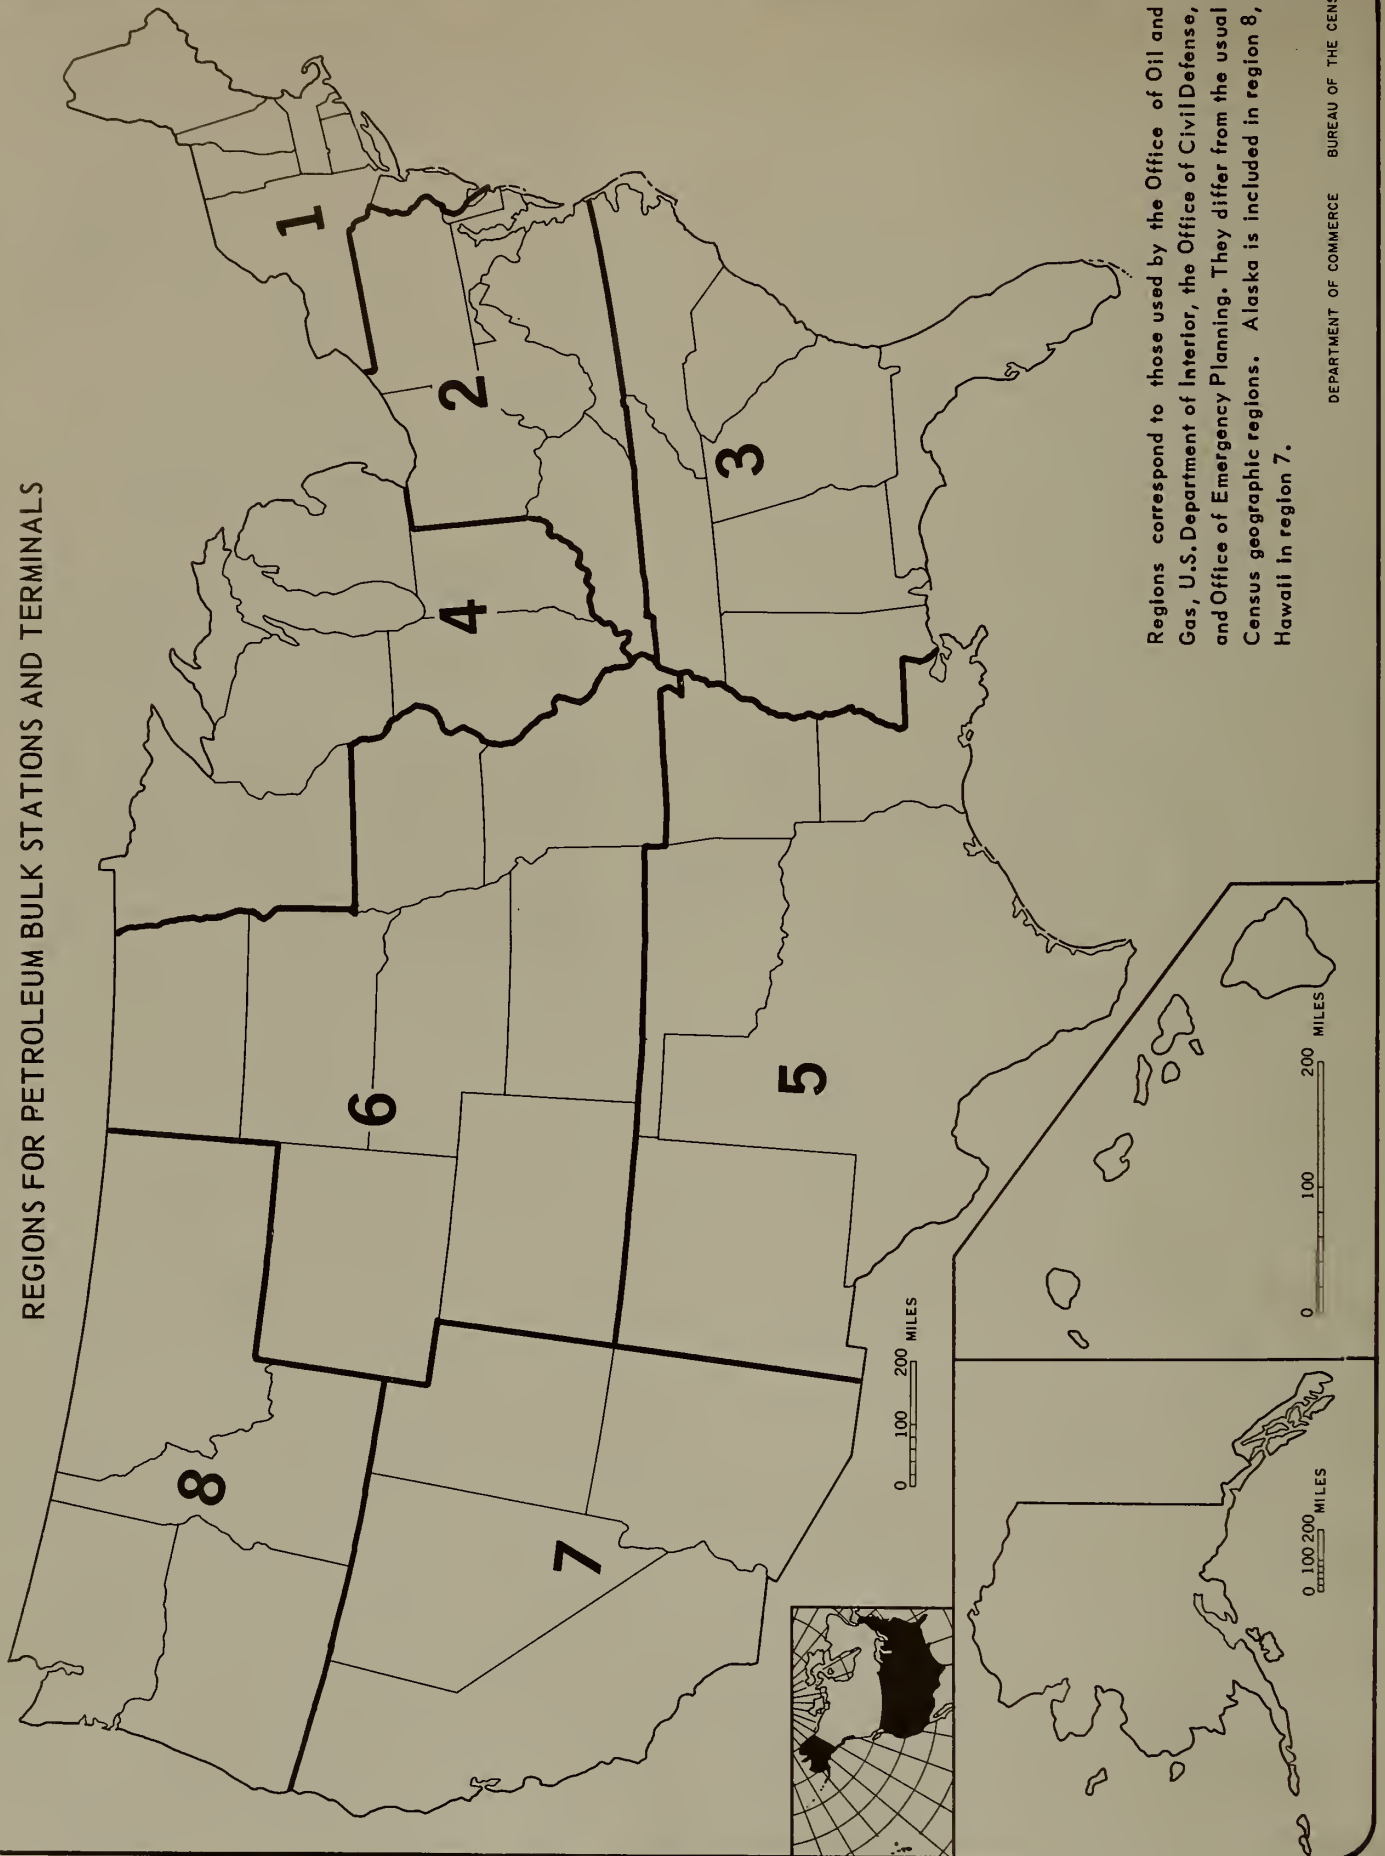 REGIONS FOR PETROLEUM BULK STATIONS AND TERMINALS
1
2
3
4
5
6
7
8
0 100 200 MILES
0 100 200 MILES
0 100 200 MILES
Regions correspond to those used by the Office of Oil and
Gas, U.S. Department of Interior, the Office of Civil Defense,
and Office of Emergency Planning. They differ from the usual
Census geographic regions. Alaska is included in region 8,
Hawaii in region 7.
DEPARTMENT OF COMMERCE BUREAU OF THE CENS